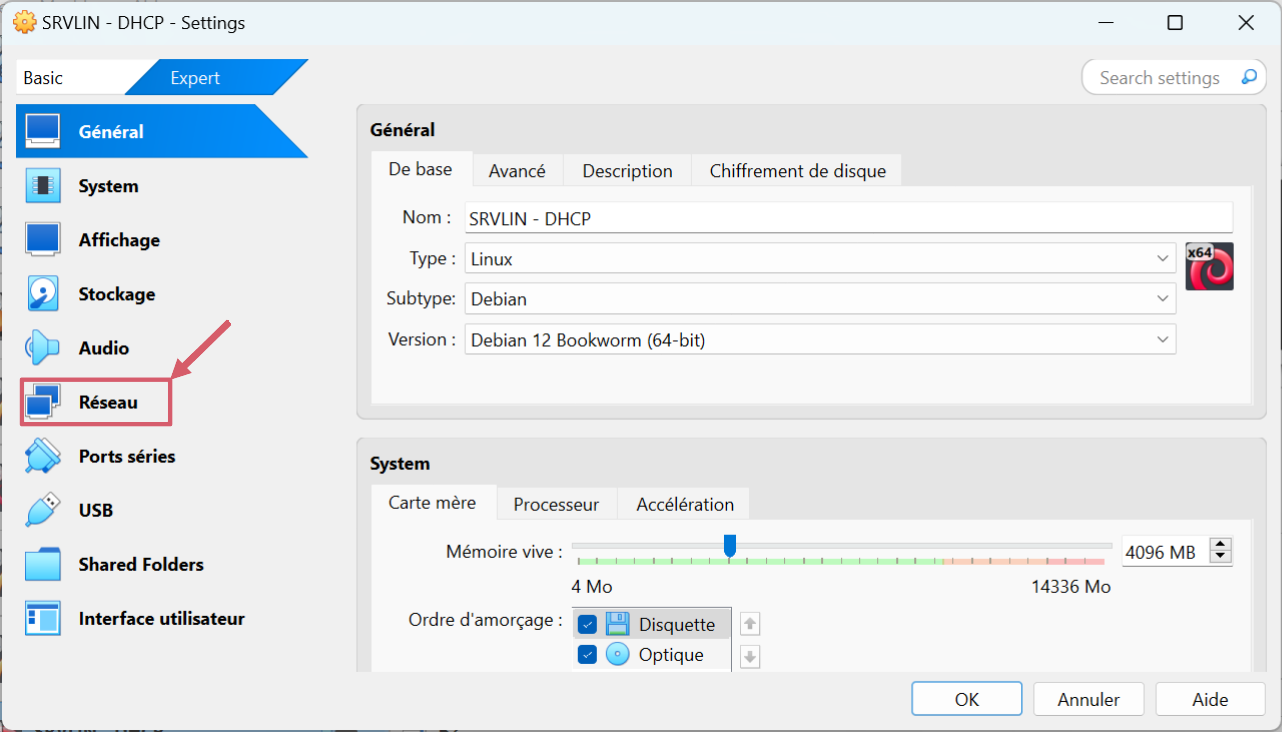 SRVLIN - DHCP - Settings
Basic
Expert
Search settings
Général
System
Affichage
Stockage
Audio
Réseau
Ports séries
USB
Shared Folders
Interface utilisateur
Général
De base
Avancé
Description
Chiffrement de disque
Nom :
SRVLIN - DHCP
Type :
Linux
x64
Subtype:
Debian
Version :
Debian 12 Bookworm (64-bit)
System
Carte mère
Processeur
Accélération
Mémoire vive :
4096 MB
4 Mo
14336 Mo
Ordre d'amorçage :
Disquette
Optique
OK
Annuler
Aide